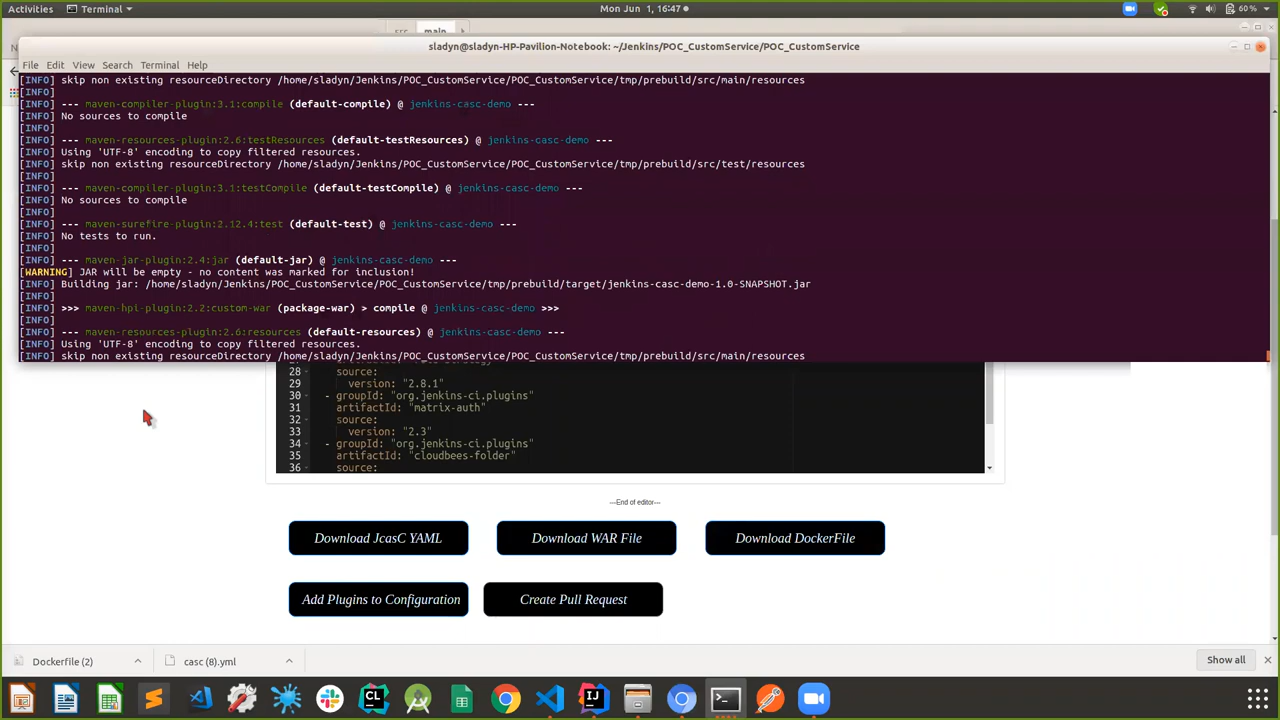 Activities Terminal Mon Jun 1, 16:47 60 %
src main
sladyn@sladyn-HP-Pavilion-Notebook: ~/Jenkins/POC_CustomService/POC_CustomService
File Edit View Search Terminal Help
[INFO] skip non existing resourceDirectory /home/sladyn/Jenkins/POC_CustomService/POC_CustomService/tmp/prebuild/src/main/resources
[INFO]
[INFO] --- maven-compiler-plugin:3.1:compile (default-compile) @ jenkins-casc-demo ---
[INFO] No sources to compile
[INFO]
[INFO] --- maven-resources-plugin:2.6:testResources (default-testResources) @ jenkins-casc-demo ---
[INFO] Using 'UTF-8' encoding to copy filtered resources.
[INFO] skip non existing resourceDirectory /home/sladyn/Jenkins/POC_CustomService/POC_CustomService/tmp/prebuild/src/test/resources
[INFO]
[INFO] --- maven-compiler-plugin:3.1:testCompile (default-testCompile) @ jenkins-casc-demo ---
[INFO] No sources to compile
[INFO]
[INFO] --- maven-surefire-plugin:2.12.4:test (default-test) @ jenkins-casc-demo ---
[INFO] No tests to run.
[INFO]
[INFO] --- maven-jar-plugin:2.4:jar (default-jar) @ jenkins-casc-demo ---
[WARNING] JAR will be empty - no content was marked for inclusion!
[INFO] Building jar: /home/sladyn/Jenkins/POC_CustomService/POC_CustomService/tmp/prebuild/target/jenkins-casc-demo-1.0-SNAPSHOT.jar
[INFO]
[INFO] >>> maven-hpi-plugin:2.2:custom-war (package-war) > compile @ jenkins-casc-demo >>>
[INFO]
[INFO] --- maven-resources-plugin:2.6:resources (default-resources) @ jenkins-casc-demo ---
[INFO] Using 'UTF-8' encoding to copy filtered resources.
[INFO] skip non existing resourceDirectory /home/sladyn/Jenkins/POC_CustomService/POC_CustomService/tmp/prebuild/src/main/resources
28 source:
29 version: "2.8.1"
30 - groupId: "org.jenkins-ci.plugins"
31 artifactId: "matrix-auth"
32 source:
33 version: "2.3"
34 - groupId: "org.jenkins-ci.plugins"
35 artifactId: "cloudbees-folder"
36 source:
---End of editor---
Download JcasC YAML Download WAR File Download DockerFile
Add Plugins to Configuration Create Pull Request
Dockerfile (2) casc (8).yml Show all